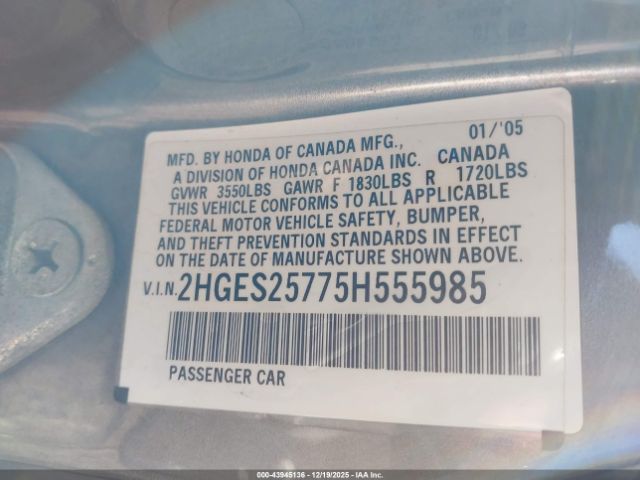 01/'05
MFD. BY HONDA OF CANADA MFG.,
A DIVISION OF HONDA CANADA INC. CANADA
GVWR 3550LBS GAWR F 1830LBS R 1720LBS
THIS VEHICLE CONFORMS TO ALL APPLICABLE
FEDERAL MOTOR VEHICLE SAFETY, BUMPER,
AND THEFT PREVENTION STANDARDS IN EFFECT
ON THE DATE OF MANUFACTURE SHOWN ABOVE.
V.I.N. 2HGES25775H555985
PASSENGER CAR
000-43945136 - 12/19/2025 - IAA Inc.